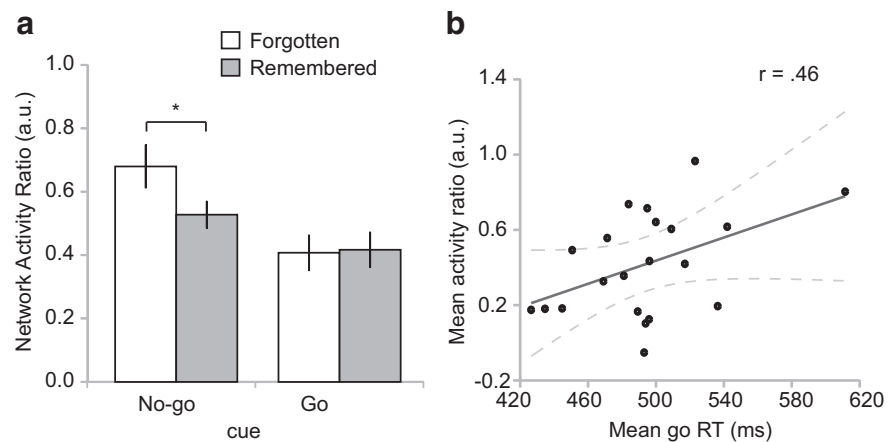 a
Forgotten
Remembered
Network Activity Ratio (a.u.)
1.0
0.8
0.6
0.4
0.2
0.0
*
No-go
Go
cue
b
r = .46
Mean activity ratio (a.u.)
1.4
1.0
0.6
0.2
-0.2
420
460
500
540
580
620
Mean go RT (ms)